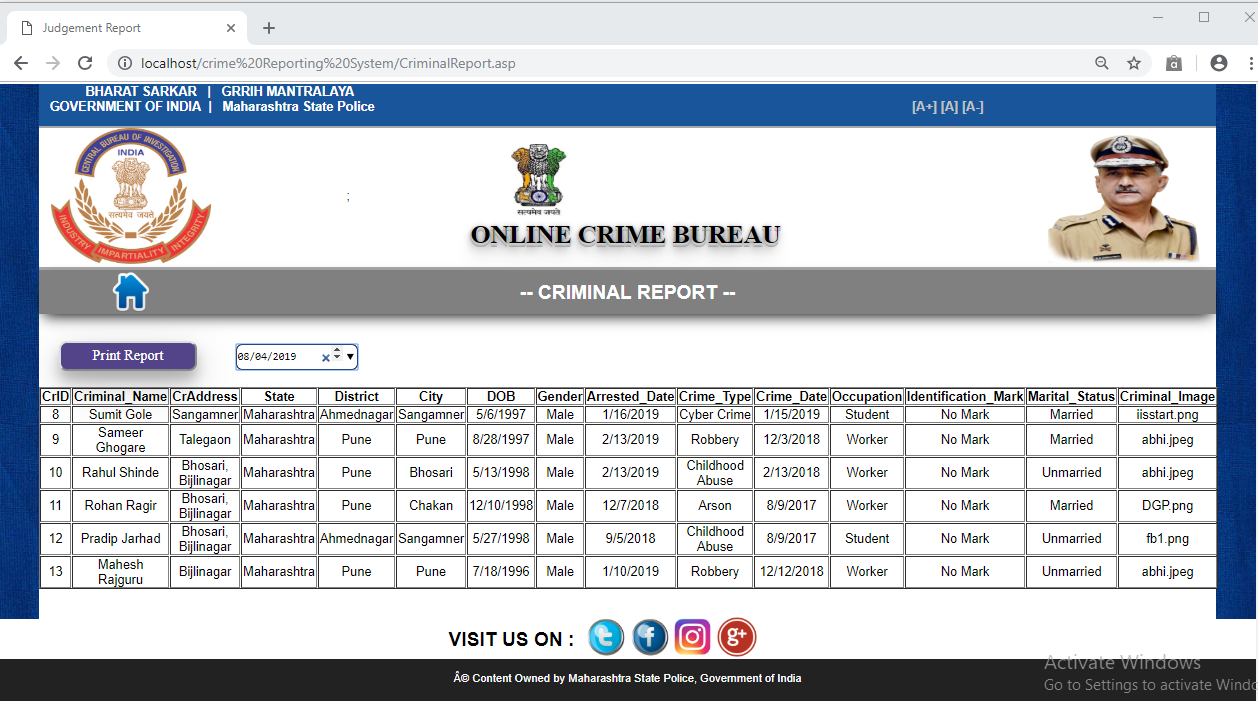 Judgement Report
localhost/crime%20Reporting%20System/CriminalReport.asp
BHARAT SARKAR | GRRIH MANTRALAYA
GOVERNMENT OF INDIA | Maharashtra State Police
[A+] [A] [A-]
CENTRAL BUREAU OF INVESTIGATION
INDIA
सत्यमेव जयते
INDUSTRY IMPARTIALITY INTEGRITY
;
सत्यमेव जयते
ONLINE CRIME BUREAU
-- CRIMINAL REPORT --
Print Report
08/04/2019
CrID Criminal_Name CrAddress State District City DOB Gender Arrested_Date Crime_Type Crime_Date Occupation Identification_Mark Marital_Status Criminal_Image
8 Sumit Gole Sangamner Maharashtra Ahmednagar Sangamner 5/6/1997 Male 1/16/2019 Cyber Crime 1/15/2019 Student No Mark Married iisstart.png
9 Sameer Ghogare Talegaon Maharashtra Pune Pune 8/28/1997 Male 2/13/2019 Robbery 12/3/2018 Worker No Mark Married abhi.jpeg
10 Rahul Shinde Bhosari, Bijlinagar Maharashtra Pune Bhosari 5/13/1998 Male 2/13/2019 Childhood Abuse 2/13/2018 Worker No Mark Unmarried abhi.jpeg
11 Rohan Ragir Bhosari, Bijlinagar Maharashtra Pune Chakan 12/10/1998 Male 12/7/2018 Arson 8/9/2017 Worker No Mark Married DGP.png
12 Pradip Jarhad Bhosari, Bijlinagar Maharashtra Ahmednagar Sangamner 5/27/1998 Male 9/5/2018 Childhood Abuse 8/9/2017 Student No Mark Unmarried fb1.png
13 Mahesh Rajguru Bijlinagar Maharashtra Pune Pune 7/18/1996 Male 1/10/2019 Robbery 12/12/2018 Worker No Mark Unmarried abhi.jpeg
VISIT US ON :
Â© Content Owned by Maharashtra State Police, Government of India
Activate Windows
Go to Settings to activate Windo